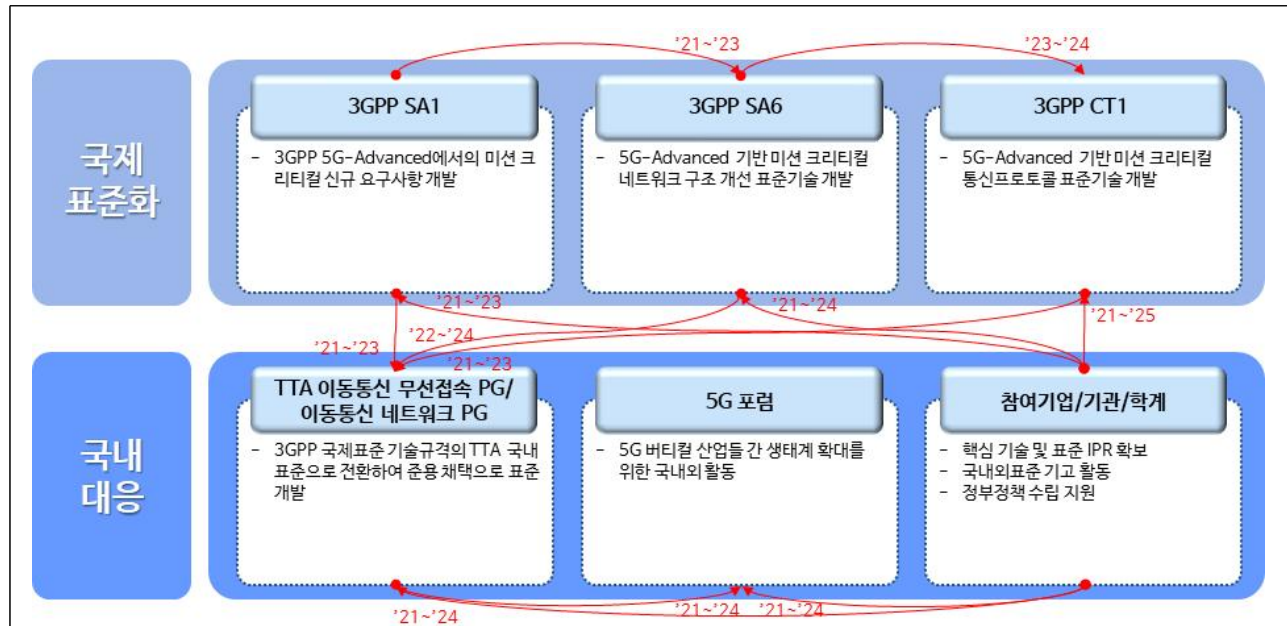 '21~'23
'23~'24
국제
표준화
3GPP SA1
- 3GPP 5G-Advanced에서의 미션 크
리티컬 신규 요구사항 개발
3GPP SA6
- 5G-Advanced 기반 미션 크리티컬
네트워크 구조 개선 표준기술 개발
3GPP CT1
- 5G-Advanced 기반 미션 크리티컬
통신프로토콜 표준기술 개발
'21~'23
'21~'24
'21~'25
'22~'24
'21~'23
'21~'23
국내
대응
TTA 이동통신 무선접속 PG/
이동통신 네트워크 PG
- 3GPP 국제표준 기술규격의 TTA 국내
표준으로 전환하여 준용 채택으로 표준
개발
5G 포럼
- 5G 버티컬 산업들 간 생태계 확대를
위한 국내외 활동
참여기업/기관/학계
- 핵심 기술 및 표준 IPR 확보
- 국내외표준 기고 활동
- 정부정책 수립 지원
'21~'24
'21~'24
'21~'24